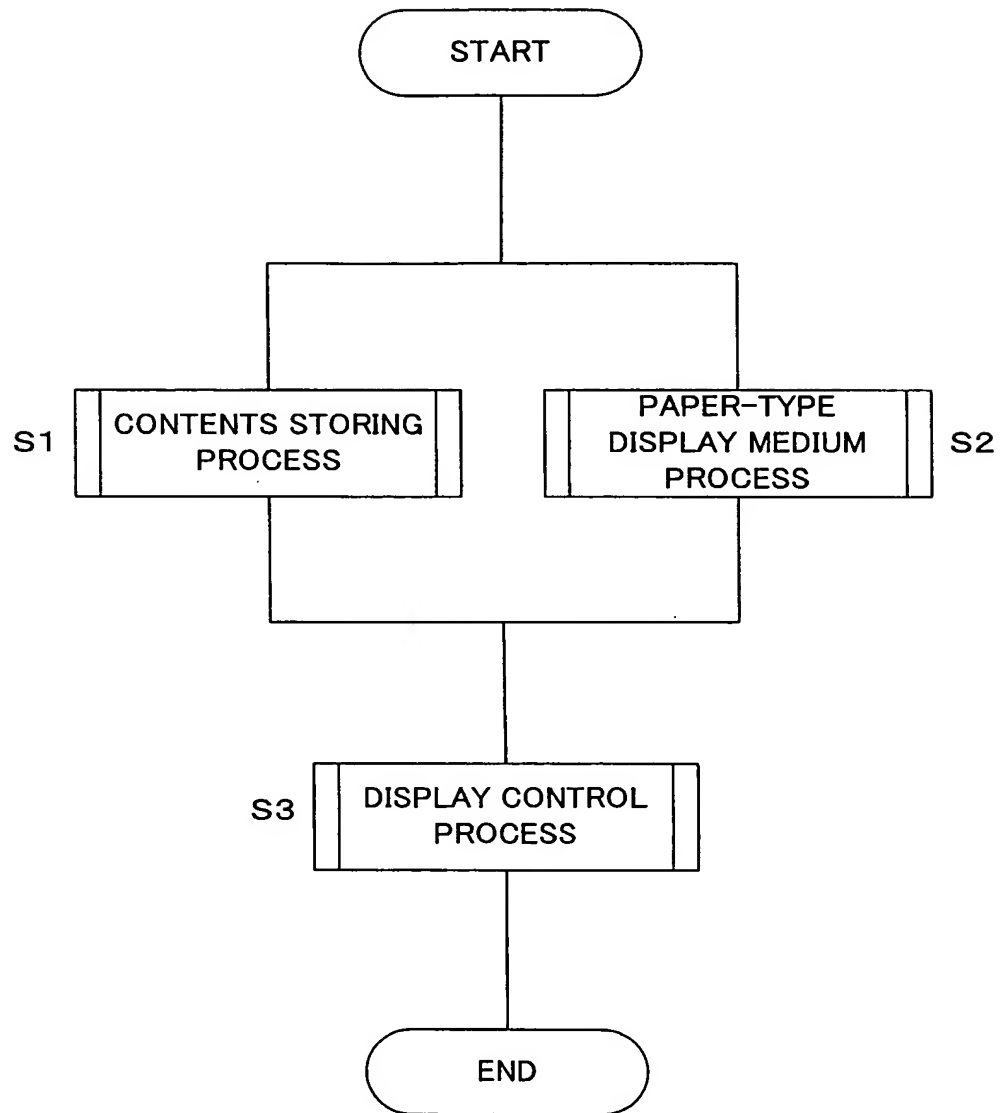 START
S1
CONTENTS STORING
PROCESS
PAPER-TYPE
DISPLAY MEDIUM
PROCESS
S2
S3
DISPLAY CONTROL
PROCESS
END